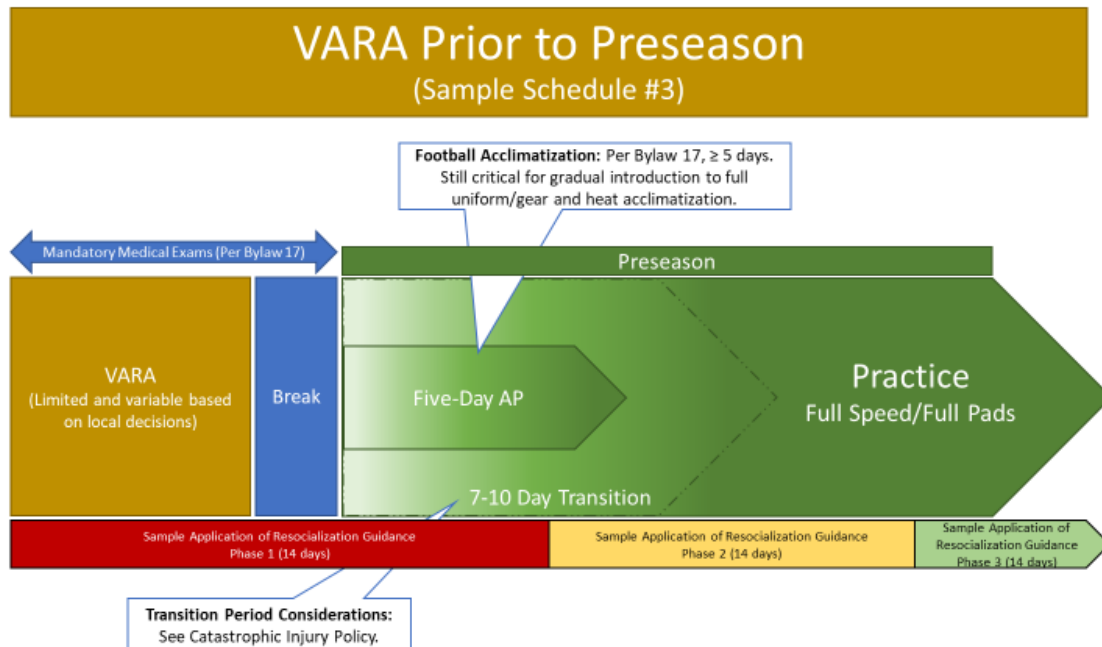 VARA Prior to Preseason
(Sample Schedule #3)
Football Acclimatization: Per Bylaw 17, ≥ 5 days.
Still critical for gradual introduction to full
uniform/gear and heat acclimatization.
Mandatory Medical Exams (Per Bylaw 17)
Preseason
VARA
(Limited and variable based
on local decisions)
Break
Five-Day AP
Practice
Full Speed/Full Pads
7-10 Day Transition
Sample Application of Resocialization Guidance
Phase 1 (14 days)
Sample Application of Resocialization Guidance
Phase 2 (14 days)
Sample Application of
Resocialization Guidance
Phase 3 (14 days)
Transition Period Considerations:
See Catastrophic Injury Policy.